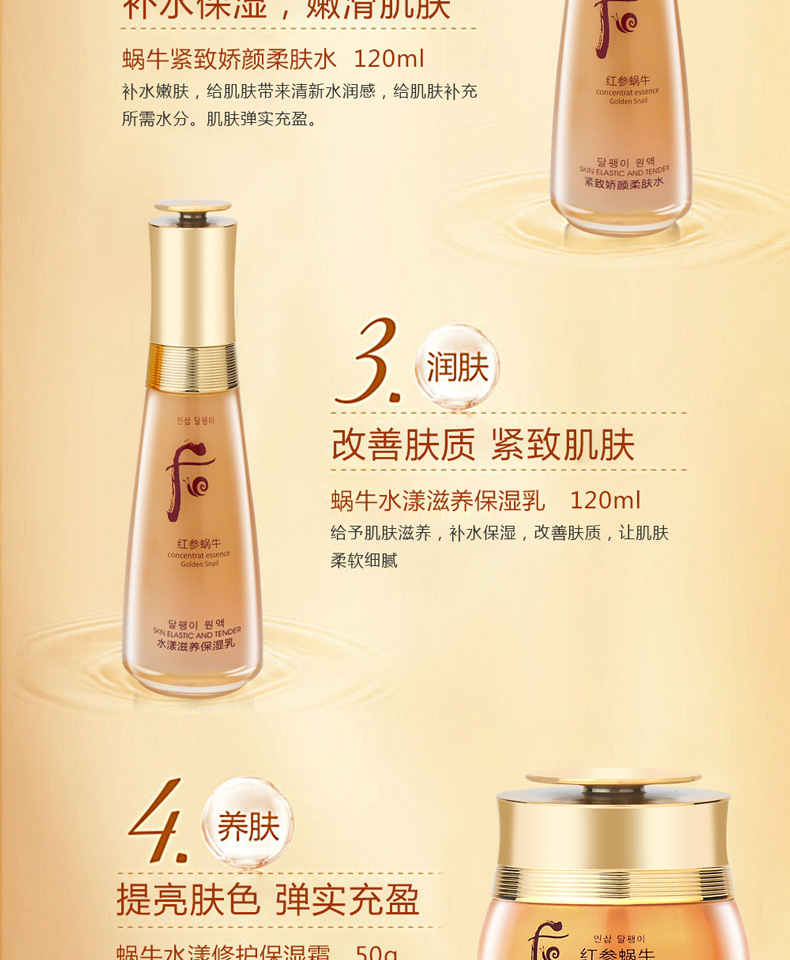 补水保湿，嫩滑肌肤
蜗牛紧致娇颜柔肤水 120ml
补水嫩肤，给肌肤带来清新水润感，给肌肤补充
所需水分。肌肤弹实充盈。
红参蜗牛
concentrat essence
Golden Snail
달팽이 원액
SKIN ELASTIC AND TENDER
紧致娇颜柔肤水
3.
润肤
改善肤质 紧致肌肤
蜗牛水漾滋养保湿乳 120ml
给予肌肤滋养，补水保湿，改善肤质，让肌肤
柔软细腻
인삼 달팽이
红参蜗牛
concentrat essence
Golden Snail
달팽이 원액
SKIN ELASTIC AND TENDER
水漾滋养保湿乳
4.
养肤
提亮肤色 弹实充盈
蜗牛水漾修护保湿霜 50g
인삼 달팽이
红参蜗牛